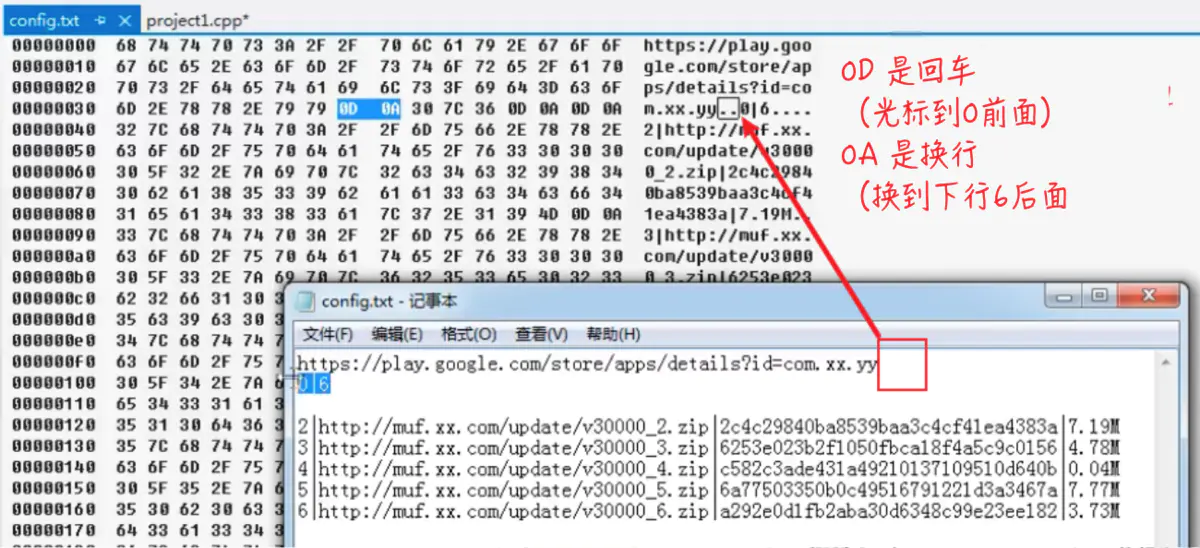 config.txt
project1.cpp*
00000000 68 74 74 70 73 3A 2F 2F 70 6C 61 79 2E 67 6F 6F https://play.goo
00000010 67 6C 65 2E 63 6F 6D 2F 73 74 6F 72 65 2F 61 70 gle.com/store/ap
00000020 70 73 2F 64 65 74 61 69 6C 73 3F 69 64 3D 63 6F ps/details?id=co
00000030 6D 2E 78 78 2E 79 79 0D 0A 30 7C 36 0D 0A 0D 0A m.xx.yy..0|6....
00000040 32 7C 68 74 74 70 3A 2F 2F 6D 75 66 2E 78 78 2E 2|http://muf.xx.
00000050 63 6F 6D 2F 75 70 64 61 74 65 2F 76 33 30 30 30 com/update/v3000
00000060 30 5F 32 2E 7A 69 70 7C 32 63 34 63 32 39 38 34 0_2.zip|2c4c2984
00000070 30 62 61 38 35 33 39 62 61 61 33 63 34 63 66 34 0ba8539baa3c4cf4
00000080 31 65 61 34 33 38 33 61 7C 37 2E 31 39 4D 0D 0A 1ea4383a|7.19M..
00000090 33 7C 68 74 74 70 3A 2F 2F 6D 75 66 2E 78 78 2E 3|http://muf.xx.
000000a0 63 6F 6D 2F 75 70 64 61 74 65 2F 76 33 30 30 30 com/update/v3000
000000b0 30 5F 33 2E 7A 69 70 7C 36 32 35 33 65 30 32 33 0_3.zip|6253e023
000000c0 62 32 66 31 30 3
000000d0 35 63 39 63 30 3
000000e0 34 7C 68 74 74 7
000000f0 63 6F 6D 2F 75 7
00000100 30 5F 34 2E 7A 6
00000110 65 34 33 31 61 3
00000120 35 31 30 64 36 3
00000130 35 7C 68 74 74 7
00000140 63 6F 6D 2F 75 7
00000150 30 5F 35 2E 7A 6
00000160 35 30 62 30 63 3
00000170 64 33 61 33 34 3
0D 是回车
(光标到0前面)
0A 是换行
(换到下行6后面
!
config.txt - 记事本
文件(F) 编辑(E) 格式(O) 查看(V) 帮助(H)
https://play.google.com/store/apps/details?id=com.xx.yy
0|6
2|http://muf.xx.com/update/v30000_2.zip|2c4c29840ba8539baa3c4cf41ea4383a|7.19M
3|http://muf.xx.com/update/v30000_3.zip|6253e023b2f1050fbca18f4a5c9c0156|4.78M
4|http://muf.xx.com/update/v30000_4.zip|c582c3ade431a49210137109510d640b|0.04M
5|http://muf.xx.com/update/v30000_5.zip|6a77503350b0c49516791221d3a3467a|7.77M
6|http://muf.xx.com/update/v30000_6.zip|a292e0d1fb2aba30d6348c99e23ee182|3.73M